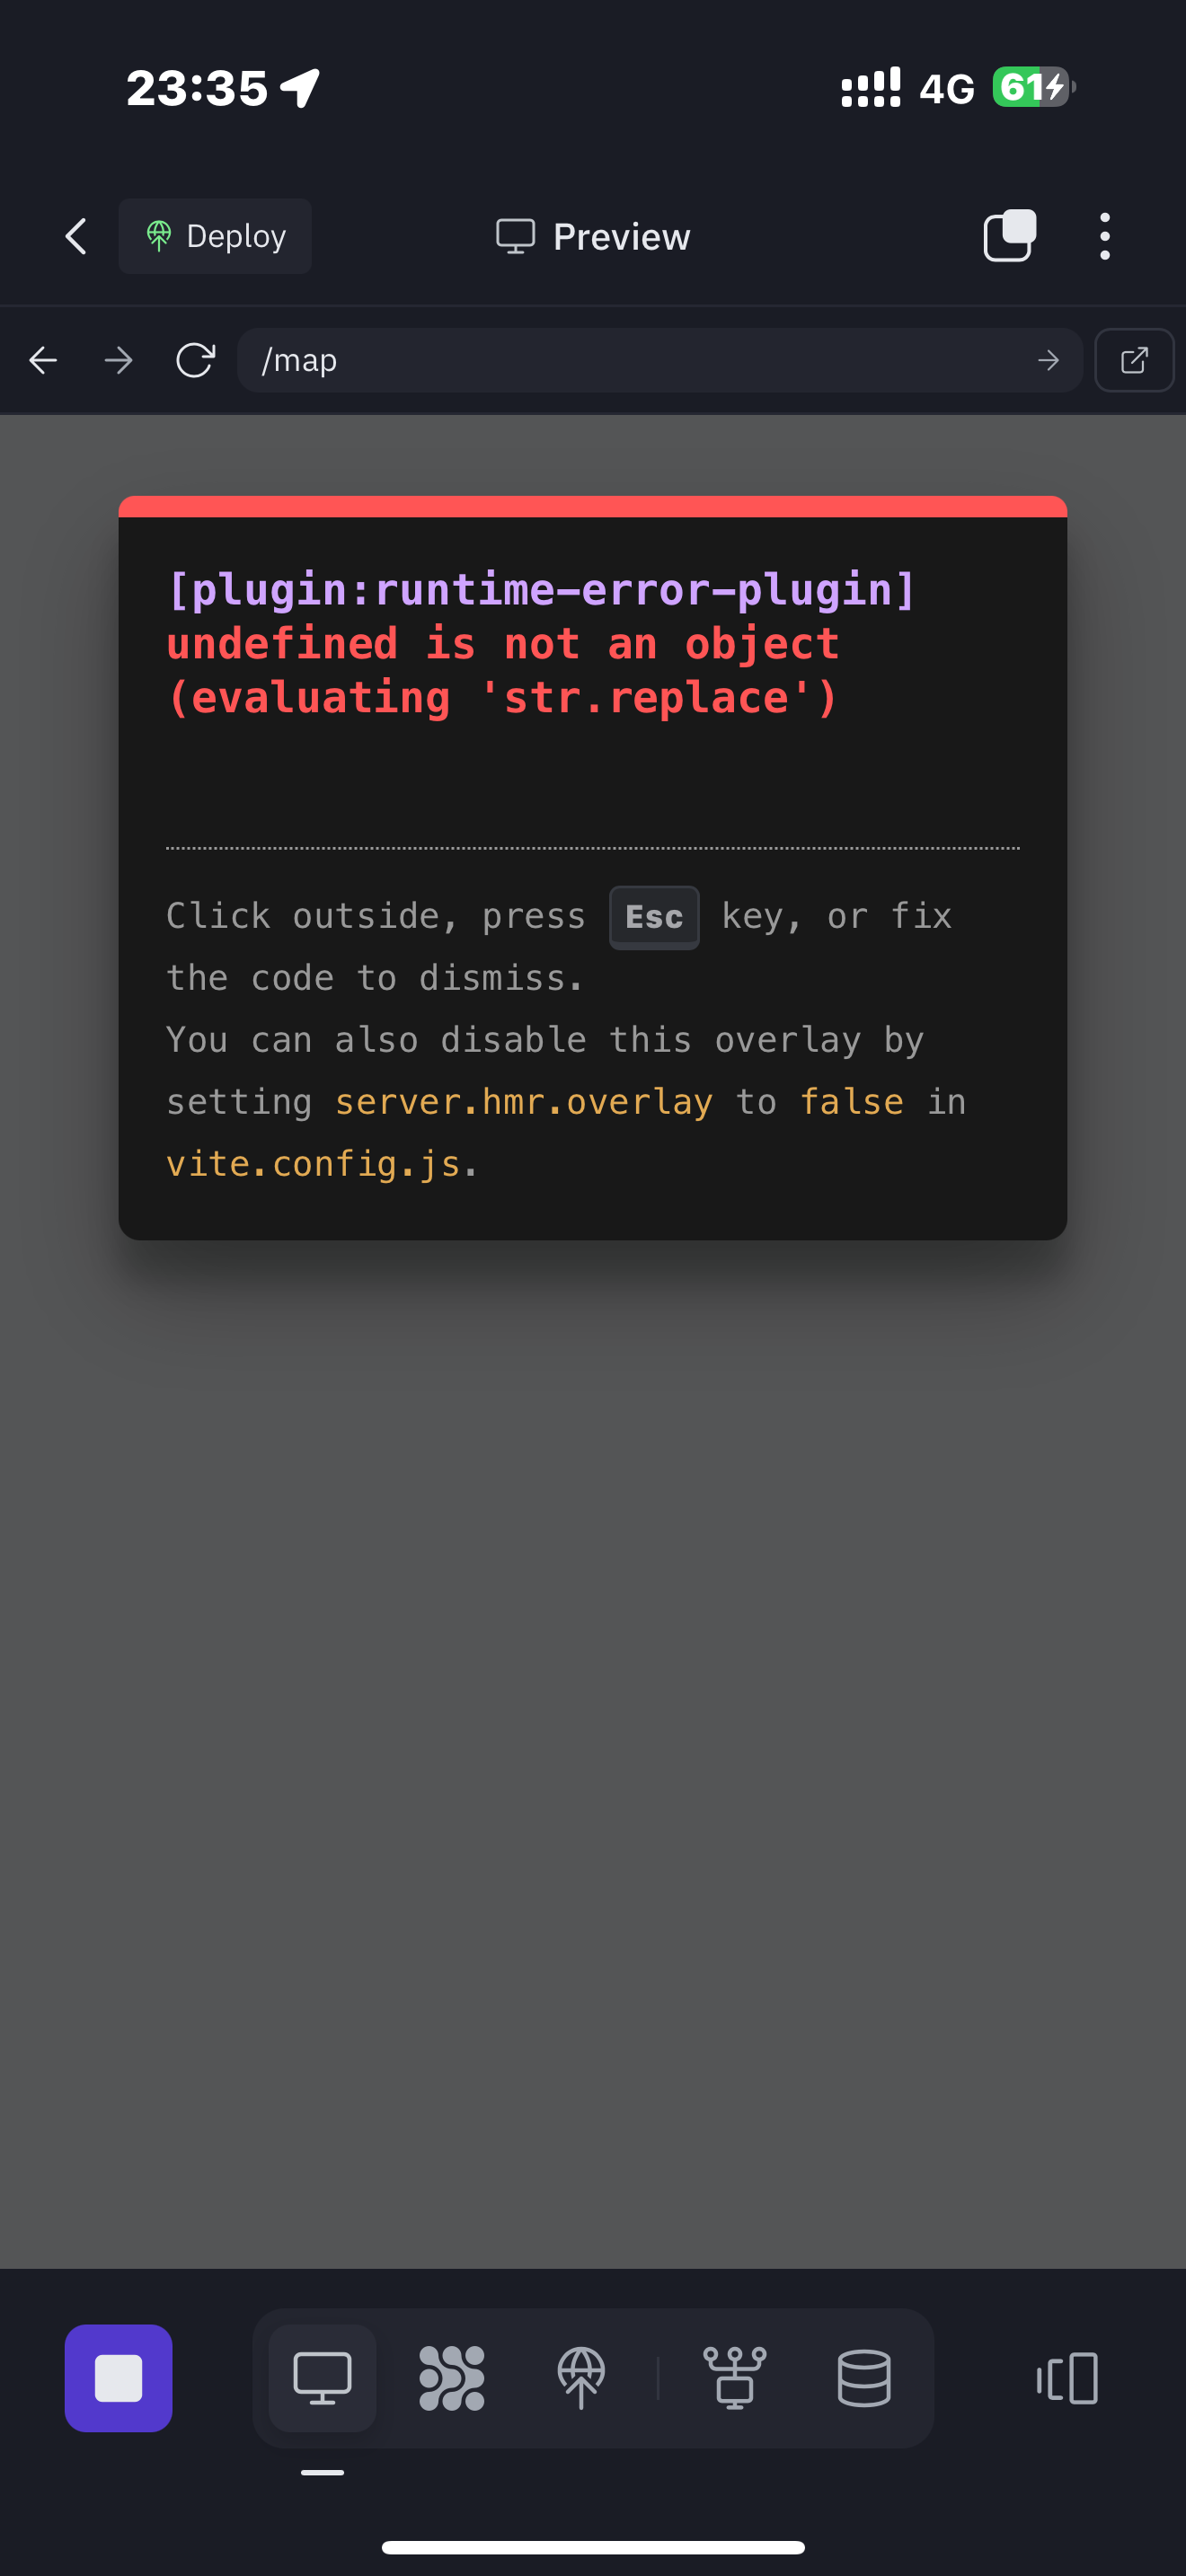 23:35 4G 61
Deploy Preview
/map
[plugin:runtime-error-plugin]
undefined is not an object
(evaluating 'str.replace')
Click outside, press Esc key, or fix
the code to dismiss.
You can also disable this overlay by
setting server.hmr.overlay to false in
vite.config.js.